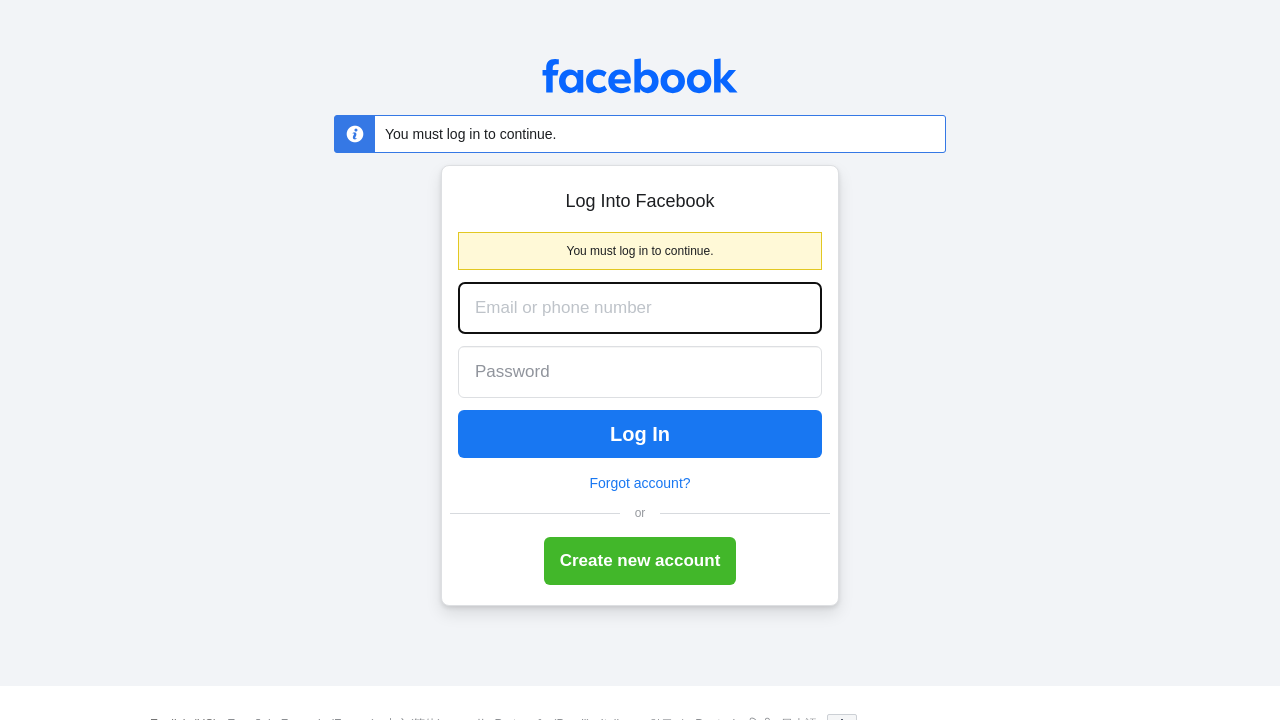 facebook
You must log in to continue.
Log Into Facebook
You must log in to continue.
Email or phone number
Password
Log In
Forgot account?
or
Create new account